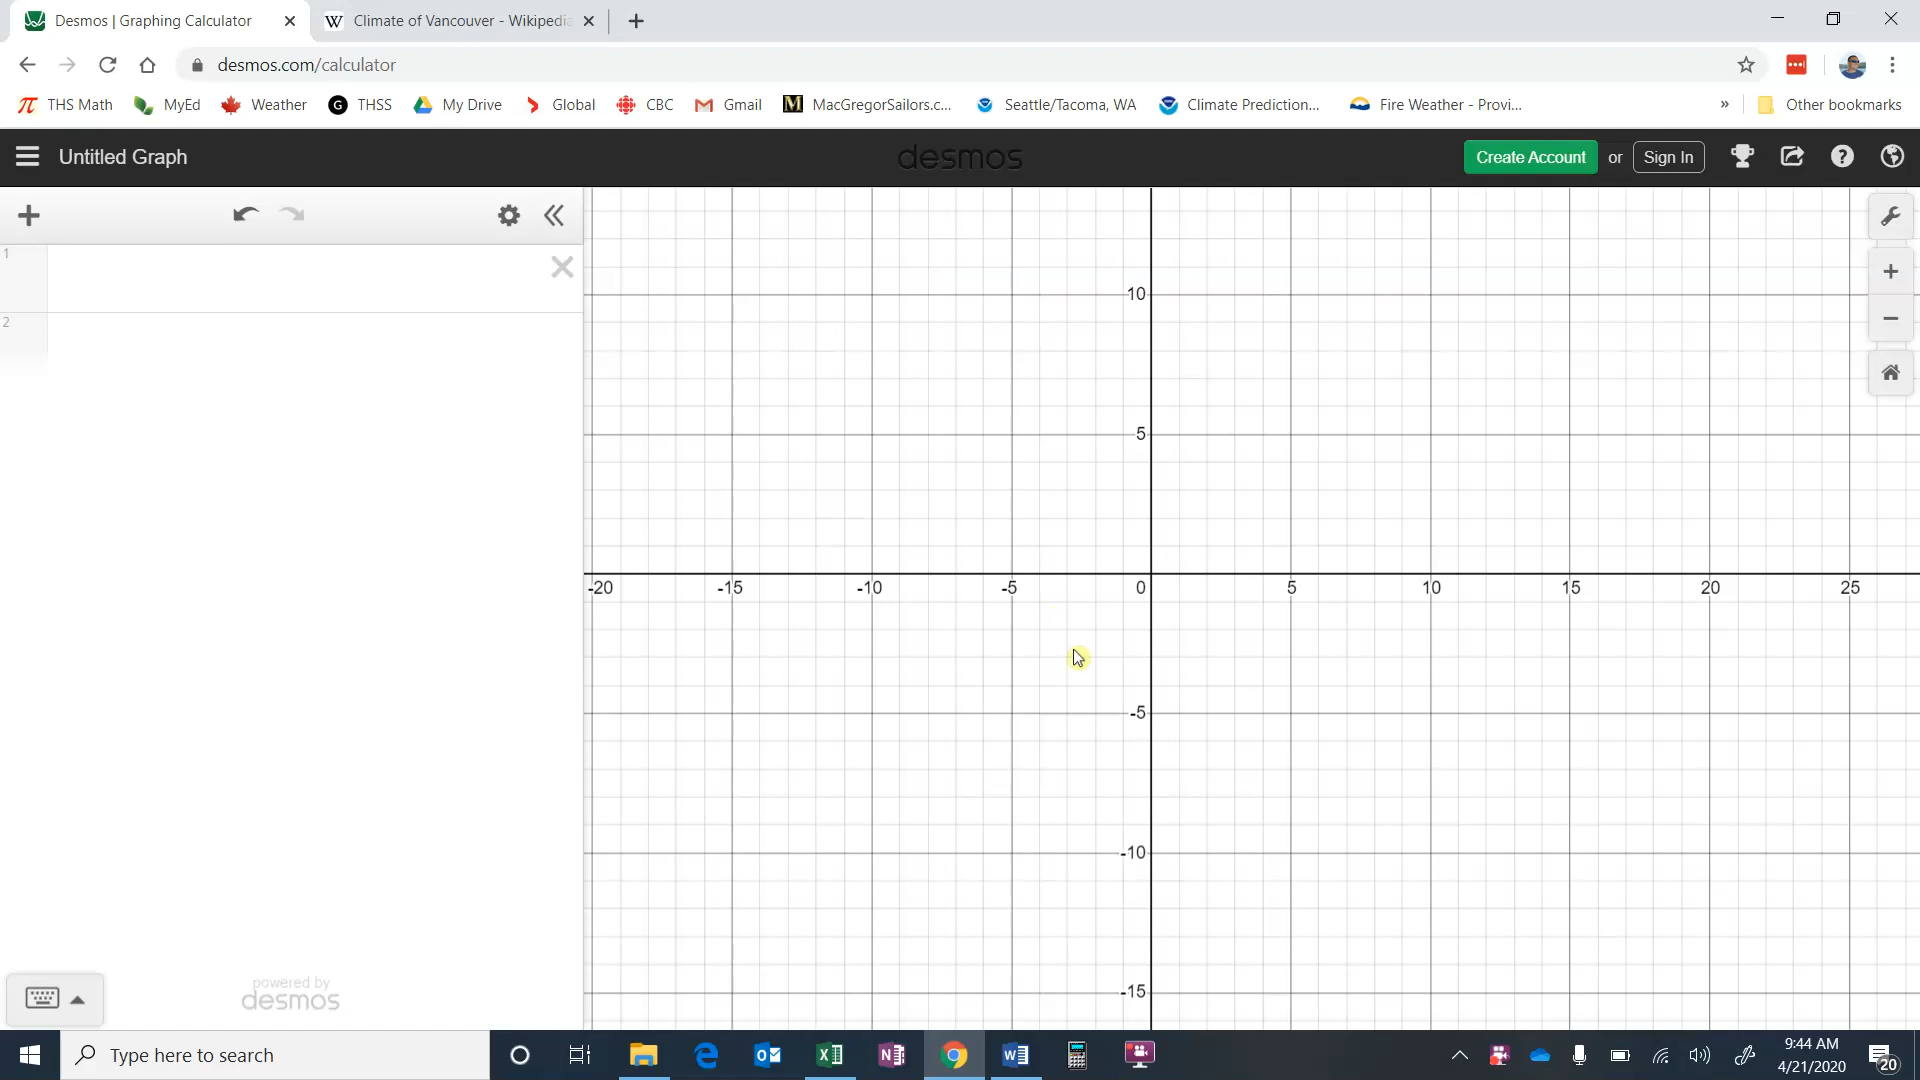 Desmos | Graphing Calculator
Climate of Vancouver - Wikipedia
desmos.com/calculator
THS Math MyEd Weather THSS My Drive Global CBC Gmail MacGregorSailors.c... Seattle/Tacoma, WA Climate Prediction... Fire Weather - Provi... » Other bookmarks
Untitled Graph desmos Create Account or Sign In
1
2
10
5
-20 -15 -10 -5 0 5 10 15 20 25
-5
-10
-15
powered by
desmos
Type here to search
9:44 AM
4/21/2020
20